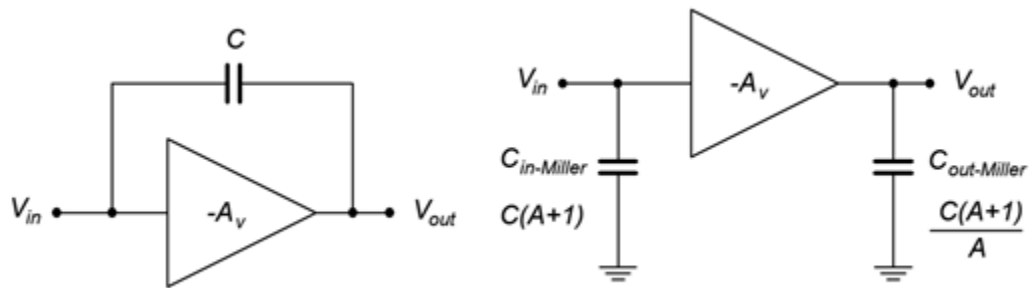 C
V_in
-A_v
V_out
V_in
-A_v
V_out
C_in-Miller
C(A+1)
C_out-Miller
C(A+1)
A